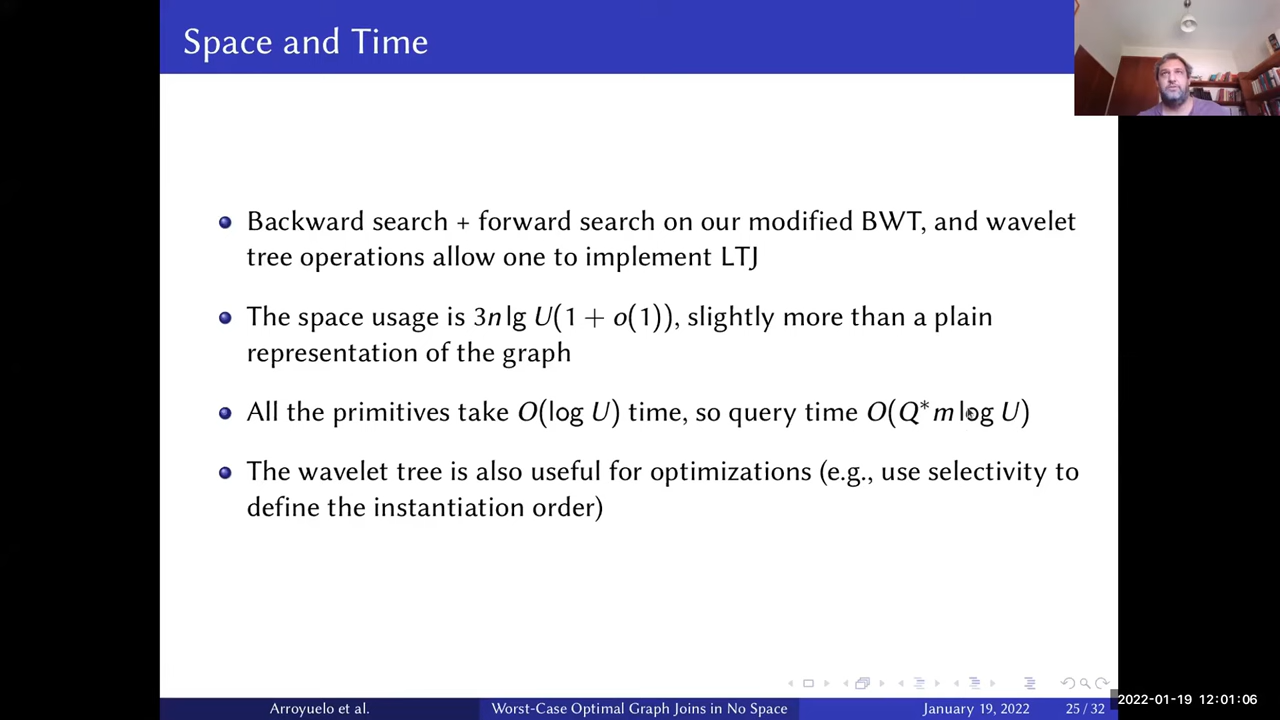 Space and Time
Backward search + forward search on our modified BWT, and wavelet
tree operations allow one to implement LTJ
The space usage is 3n lg U(1 + o(1)), slightly more than a plain
representation of the graph
All the primitives take O(log U) time, so query time O(Q* m log U)
The wavelet tree is also useful for optimizations (e.g., use selectivity to
define the instantiation order)
Arroyuelo et al.
Worst-Case Optimal Graph Joins in No Space
January 19, 2022
25 / 32
2022-01-19 12:01:06